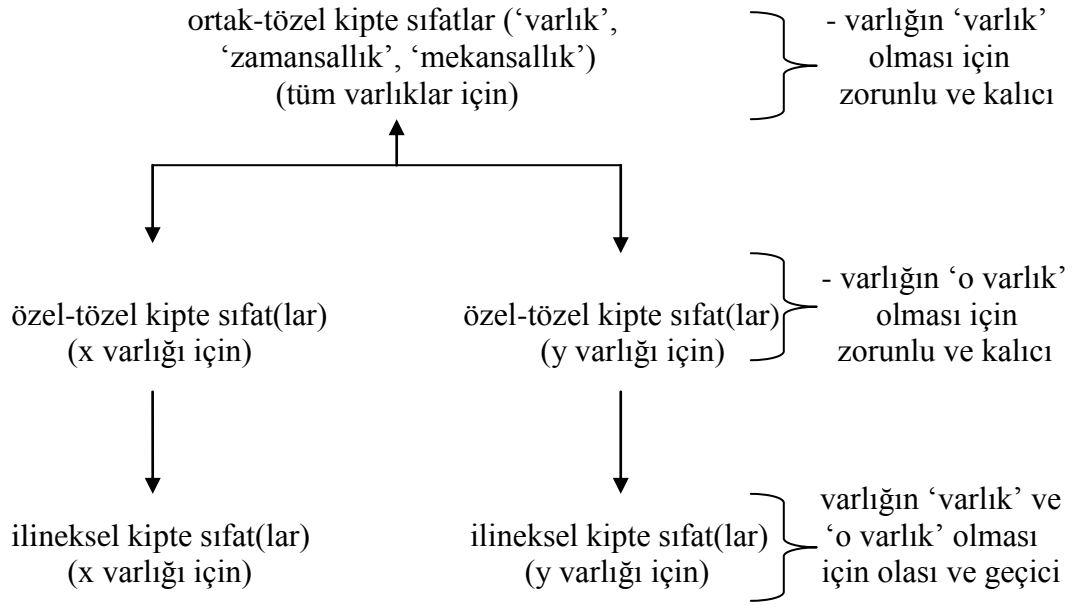 ortak-tözel kipte sıfatlar (‘varlık’,
‘zamansallık’, ‘mekansallık’)
(tüm varlıklar için)
- varlığın ‘varlık’
olması için
zorunlu ve kalıcı
özel-tözel kipte sıfat(lar)
(x varlığı için)
özel-tözel kipte sıfat(lar)
(y varlığı için)
- varlığın ‘o varlık’
olması için
zorunlu ve kalıcı
ilineksel kipte sıfat(lar)
(x varlığı için)
ilineksel kipte sıfat(lar)
(y varlığı için)
varlığın ‘varlık’ ve
‘o varlık’ olması
için olası ve geçici